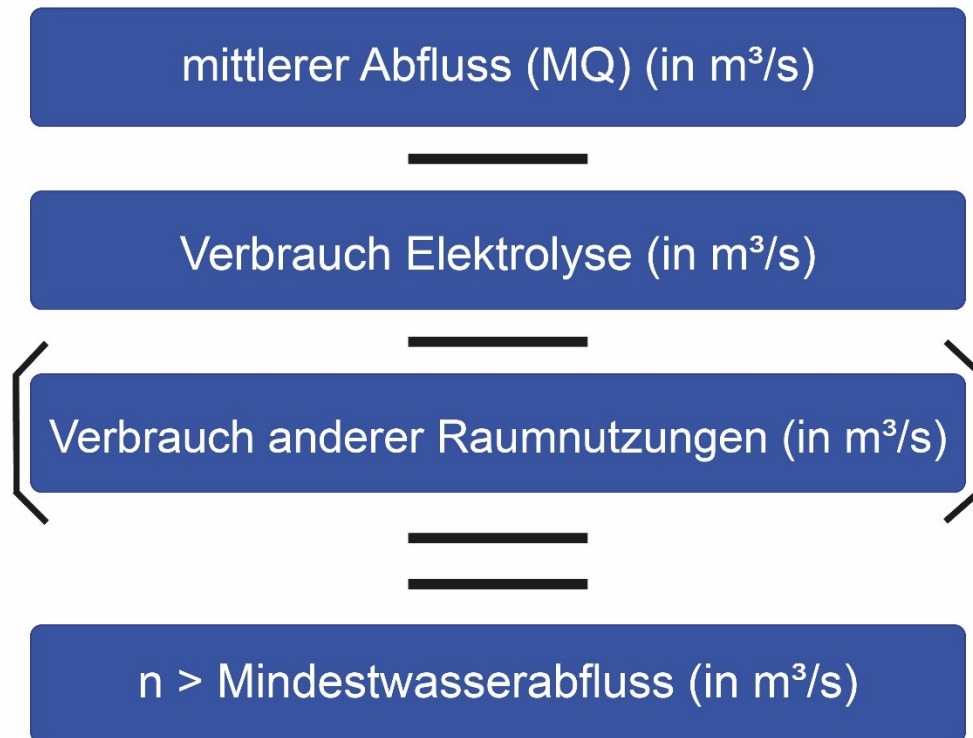 mittlerer Abfluss (MQ) (in m³/s)
Verbrauch Elektrolyse (in m³/s)
Verbrauch anderer Raumnutzungen (in m³/s)
n > Mindestwasserabfluss (in m³/s)